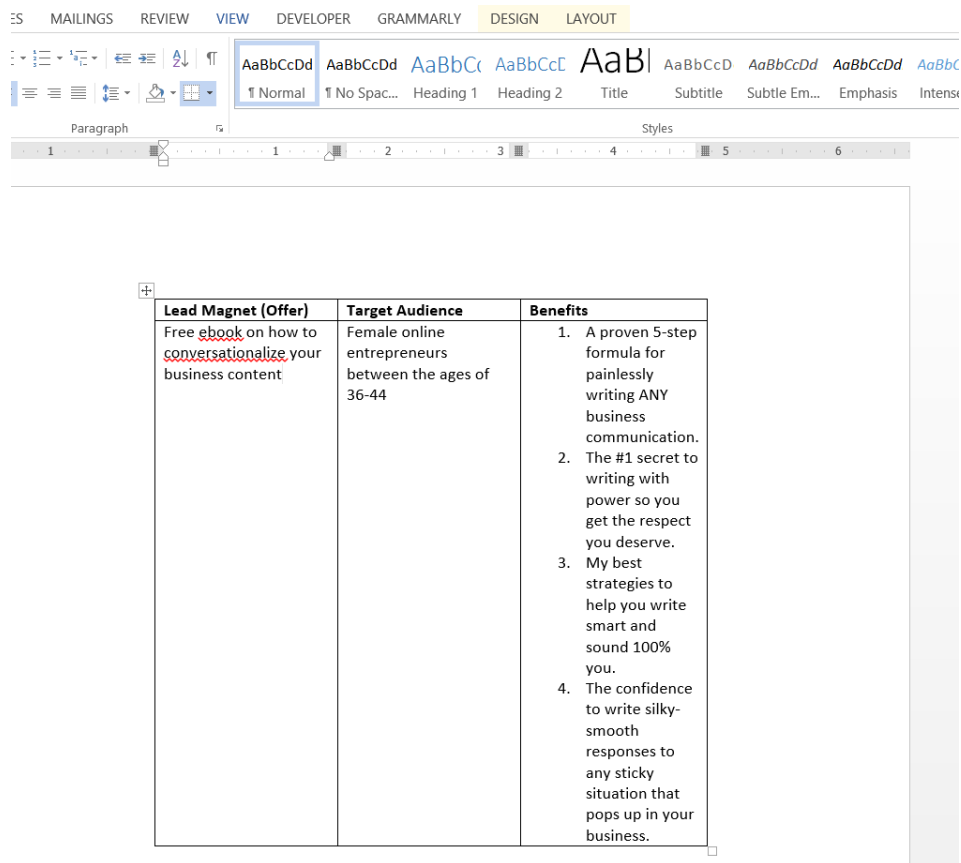 ES MAILINGS REVIEW VIEW DEVELOPER GRAMMARLY DESIGN LAYOUT
AaBbCcDd AaBbCcDd AaBbCc AaBbCcD AaBl AaBbCcD AaBbCcDd AaBbCcDd AaBbC
¶ Normal ¶ No Spac... Heading 1 Heading 2 Title Subtitle Subtle Em... Emphasis Intense
Paragraph Styles
1 1 2 3 4 5 6
Lead Magnet (Offer) Target Audience Benefits
Free ebook on how to
conversationalize your
business content
Female online
entrepreneurs
between the ages of
36-44
1. A proven 5-step
formula for
painlessly
writing ANY
business
communication.
2. The #1 secret to
writing with
power so you
get the respect
you deserve.
3. My best
strategies to
help you write
smart and
sound 100%
you.
4. The confidence
to write silky-
smooth
responses to
any sticky
situation that
pops up in your
business.